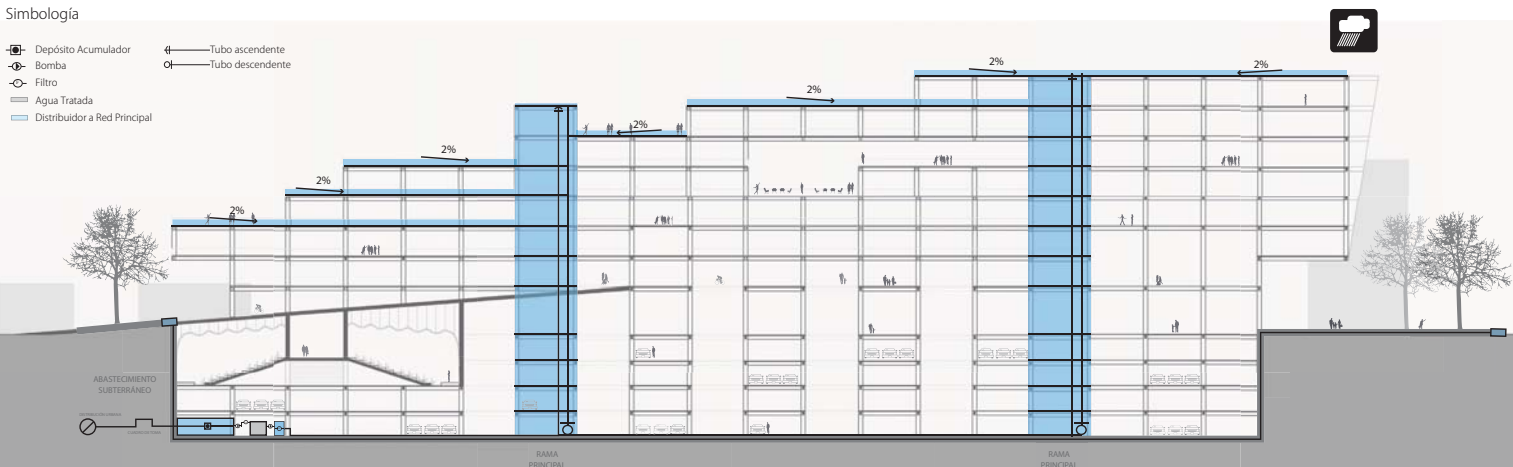 Simbología
Depósito Acumulador
Tubo ascendente
Bomba
Tubo descendente
Filtro
Agua Tratada
Distribuidor a Red Principal
2%
2%
2%
2%
2%
2%
2%
ABASTECIMIENTO
SUBTERRÁNEO
RAMA
PRINCIPAL
RAMA
PRINCIPAL